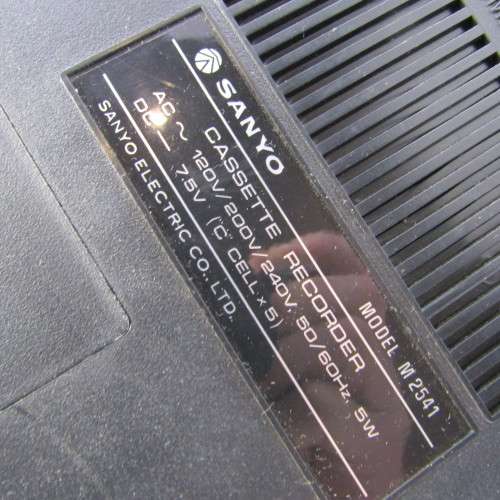 SANYO
CASSETTE RECORDER MODEL M 2541
AC ~ 120V/200V/240V, 50/60Hz 5W
DC ⎓ 7.5V ("C" CELL × 5)
SANYO ELECTRIC CO., LTD.